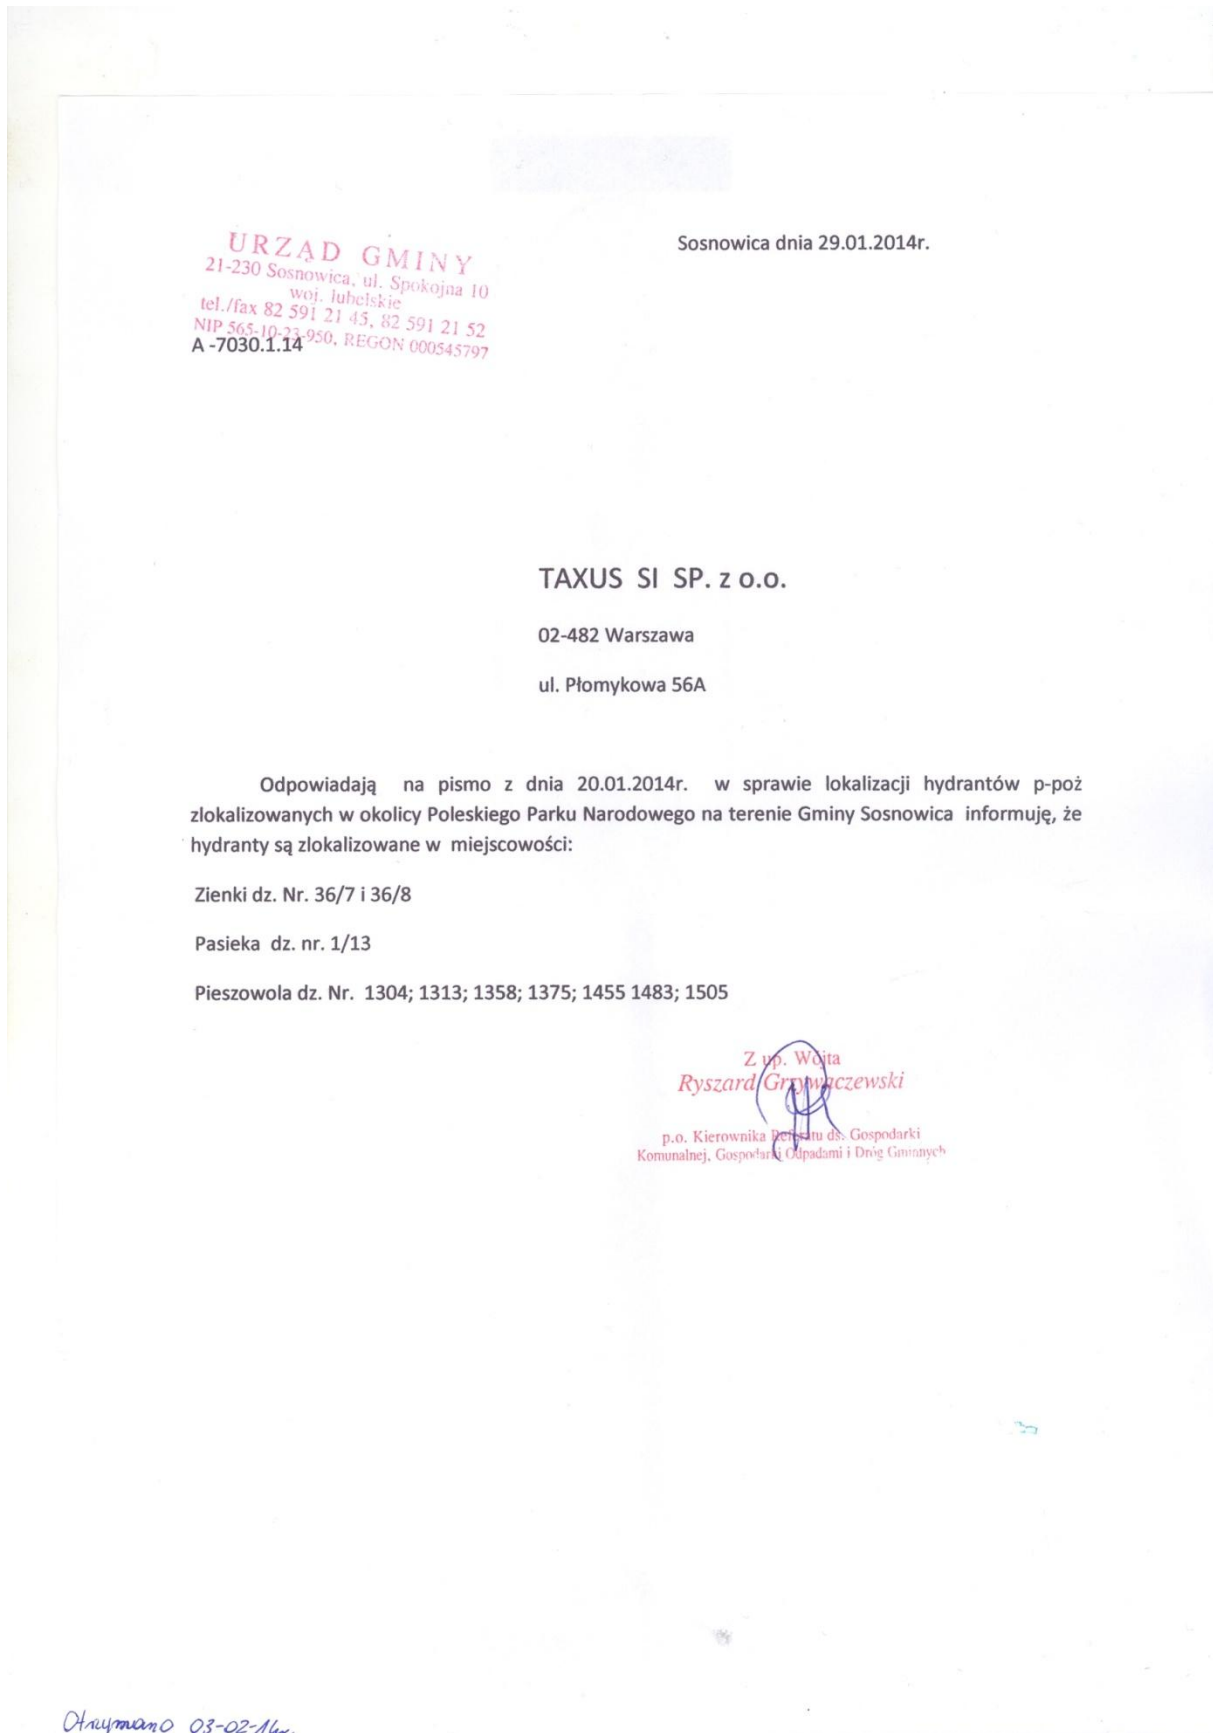 Sosnowica dnia 29.01.2014r.
URZĄD GMINY
21-230 Sosnowica, ul. Spokojna 10
woj. lubelskie
tel./fax 82 591 21 45, 82 591 21 52
NIP 565-10-23-950, REGON 000545797
A -7030.1.14
TAXUS SI SP. z o.o.
02-482 Warszawa
ul. Płomykowa 56A
Odpowiadają na pismo z dnia 20.01.2014r. w sprawie lokalizacji hydrantów p-poż
zlokalizowanych w okolicy Poleskiego Parku Narodowego na terenie Gminy Sosnowica informuję, że
hydranty są zlokalizowane w miejscowości:
Zienki dz. Nr. 36/7 i 36/8
Pasieka dz. nr. 1/13
Pieszowola dz. Nr. 1304; 1313; 1358; 1375; 1455 1483; 1505
Z up. Wójta
Ryszard Grzywaczewski
p.o. Kierownika Referatu ds. Gospodarki
Komunalnej, Gospodarki Odpadami i Dróg Gminnych
Otrzymano 03-02-14r.